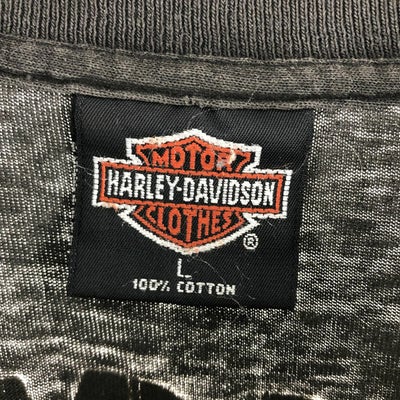 MOTOR
HARLEY-DAVIDSON
CLOTHES
®
L
100% COTTON